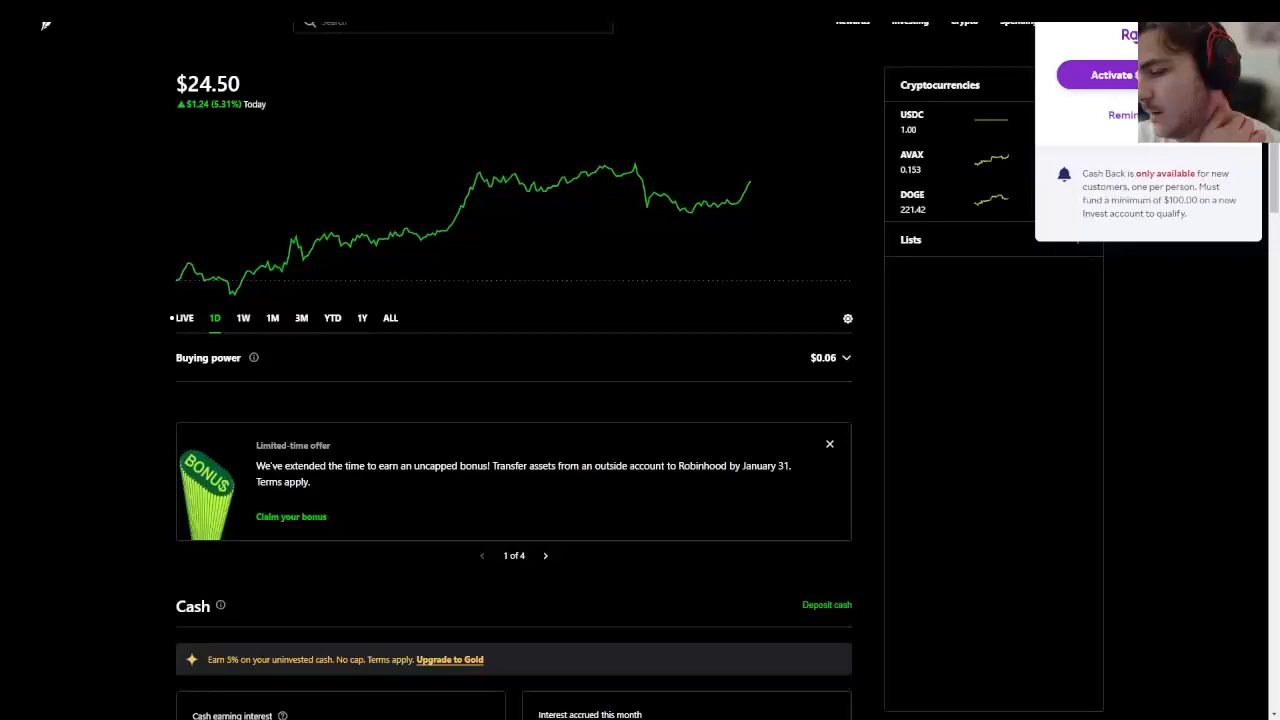 Search
Rewards Investing Crypto Spending
$24.50
$1.24 (5.31%) Today
LIVE 1D 1W 1M 3M YTD 1Y ALL
Buying power $0.06
BONUS
Limited-time offer
We've extended the time to earn an uncapped bonus! Transfer assets from an outside account to Robinhood by January 31.
Terms apply.
Claim your bonus
1 of 4
Cash Deposit cash
Earn 5% on your uninvested cash. No cap. Terms apply. Upgrade to Gold
Cash earning interest
Interest accrued this month
Cryptocurrencies
USDC
1.00
AVAX
0.153
DOGE
221.42
Lists
Activate
Cash Back is only available for new
customers, one per person. Must
fund a minimum of $100.00 on a new
Invest account to qualify.